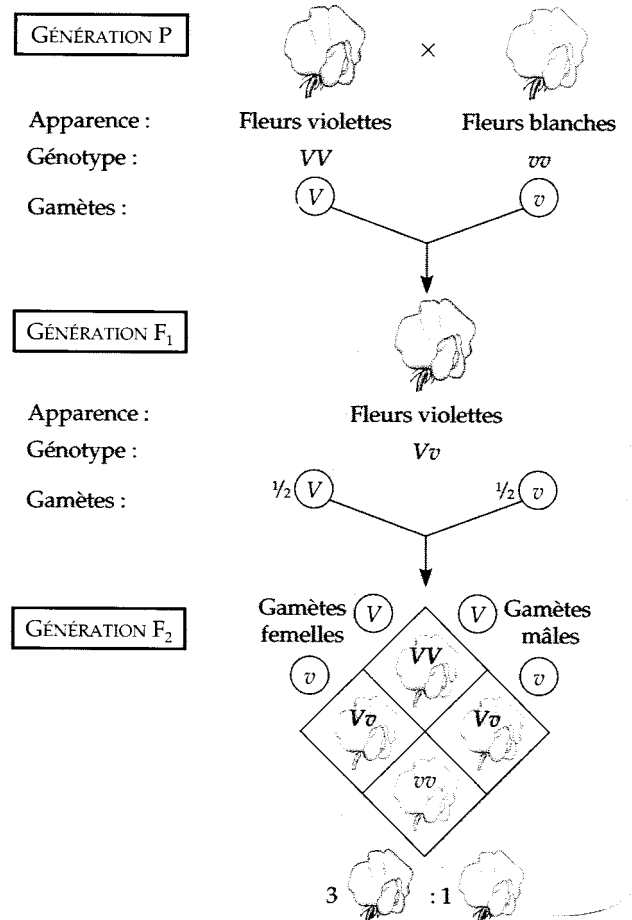 GÉNÉRATION P
×
Apparence : Fleurs violettes Fleurs blanches
Génotype : VV vv
Gamètes : V v
GÉNÉRATION F₁
Apparence : Fleurs violettes
Génotype : Vv
Gamètes : ½ V ½ v
GÉNÉRATION F₂
Gamètes femelles V V Gamètes mâles
v v
VV
Vv Vv
vv
3 : 1